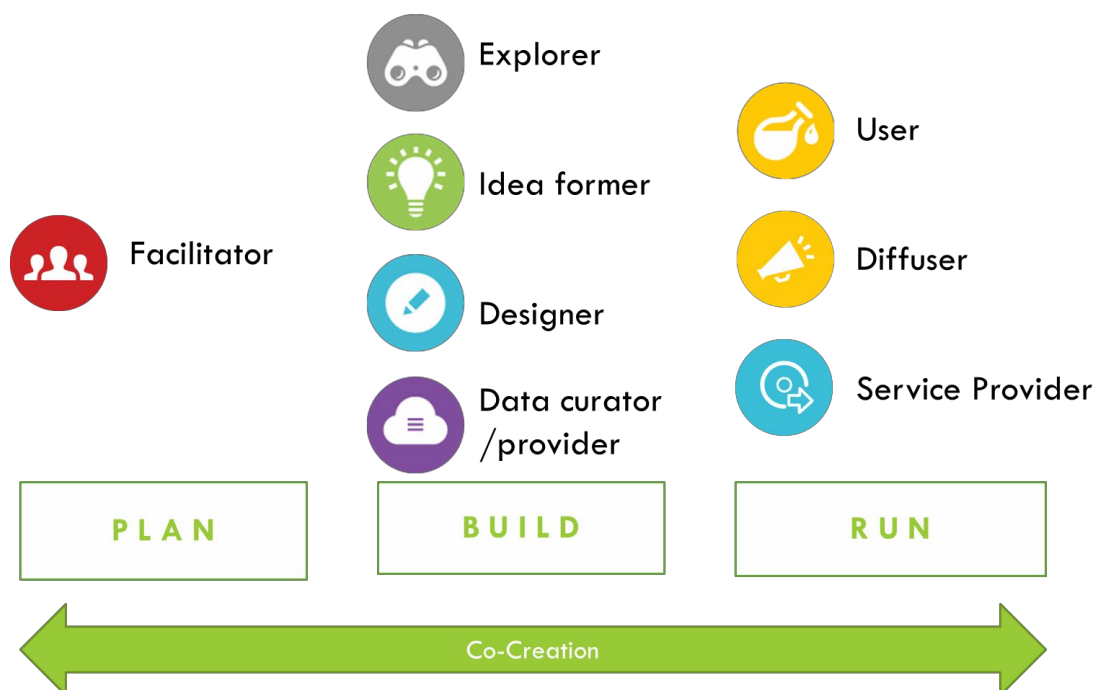 Facilitator
Explorer
Idea former
Designer
Data curator
/provider
User
Diffuser
Service Provider
PLAN
BUILD
RUN
Co-Creation